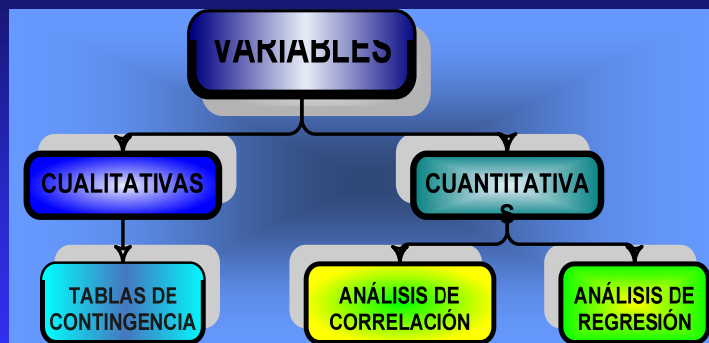 VARIABLES
CUALITATIVAS
CUANTITATIVA
S
TABLAS DE
CONTINGENCIA
ANÁLISIS DE
CORRELACIÓN
ANÁLISIS DE
REGRESIÓN